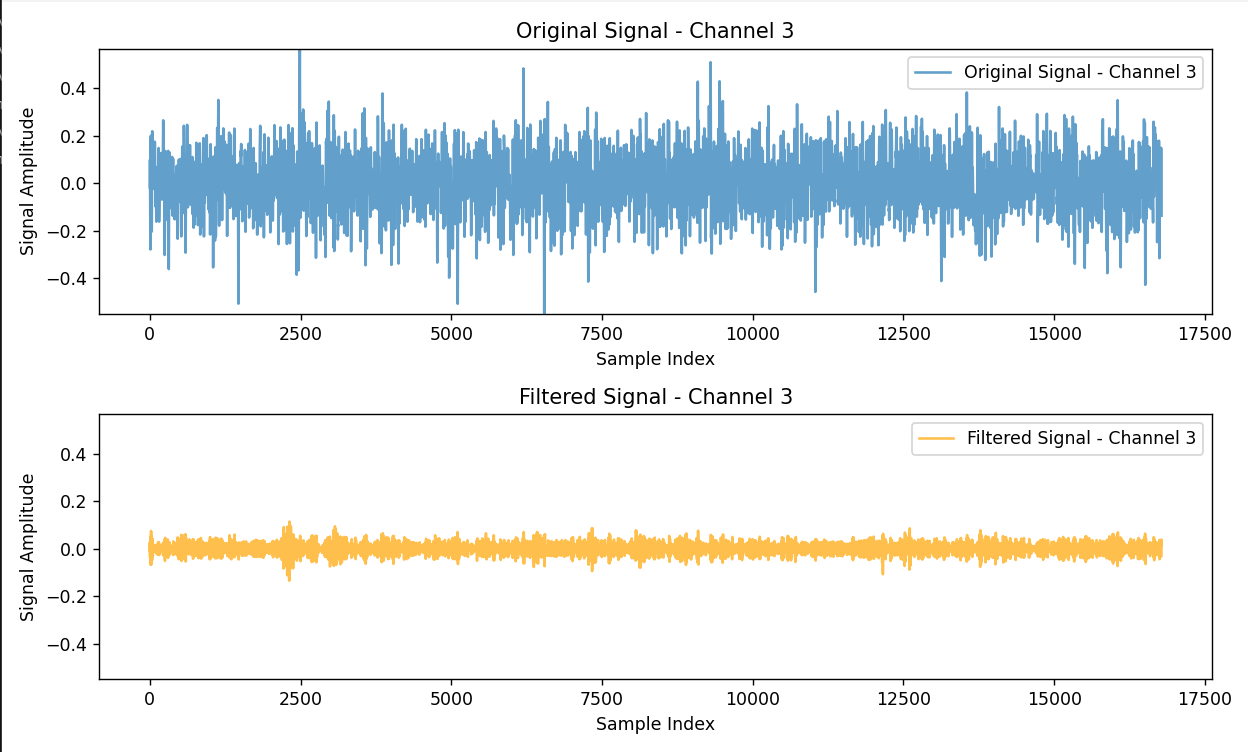 Original Signal - Channel 3
Original Signal - Channel 3
0.4
0.2
0.0
−0.2
−0.4
Signal Amplitude
0 2500 5000 7500 10000 12500 15000 17500
Sample Index
Filtered Signal - Channel 3
Filtered Signal - Channel 3
0.4
0.2
0.0
−0.2
−0.4
Signal Amplitude
0 2500 5000 7500 10000 12500 15000 17500
Sample Index